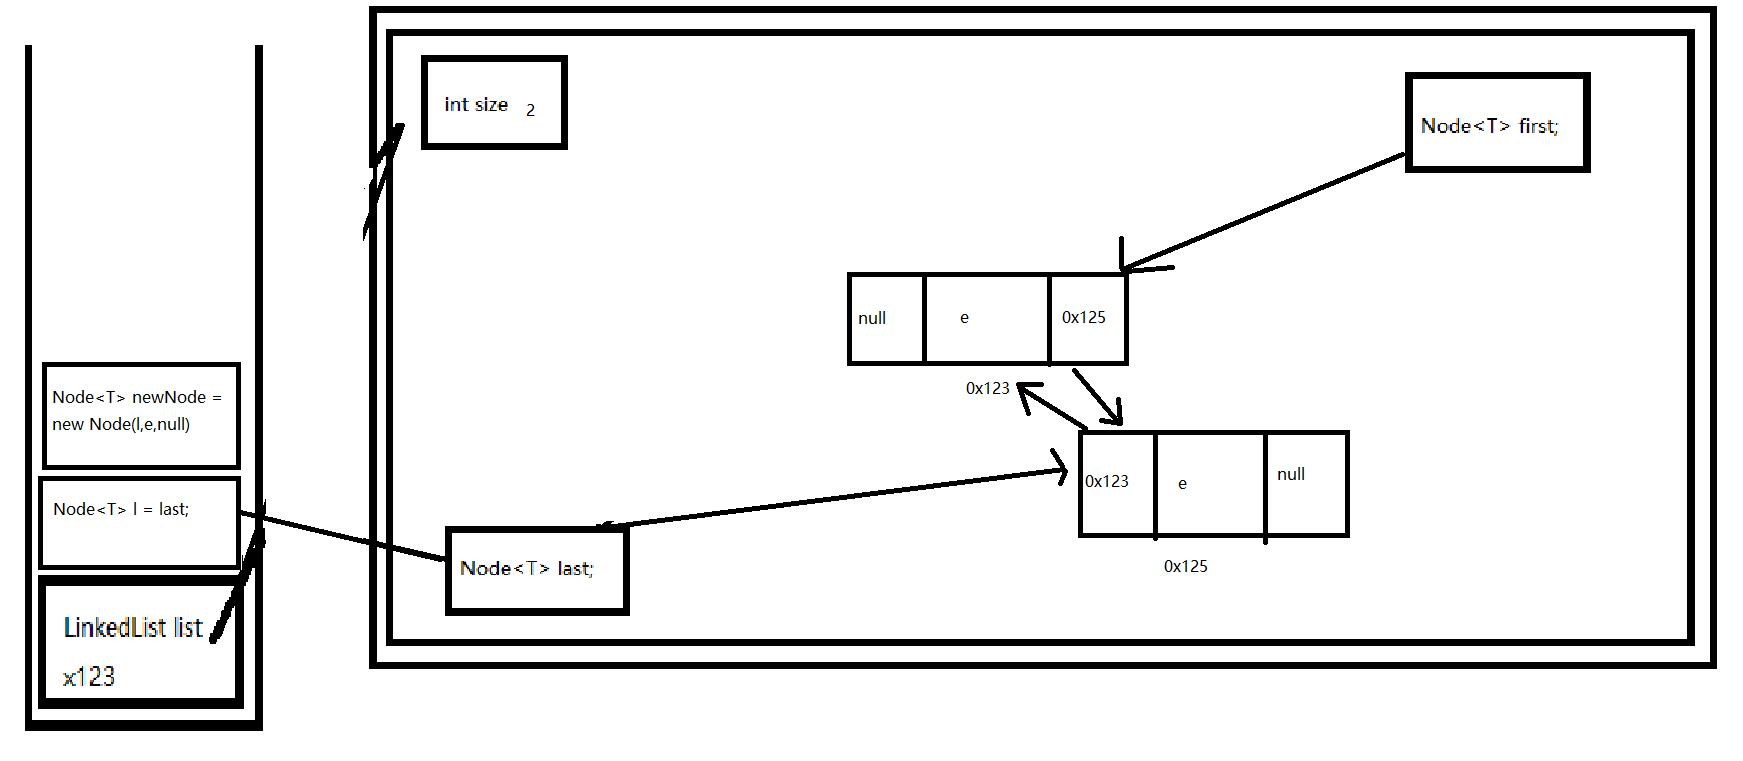 int size 2
Node<T> first;
null e 0x125
0x123
0x123 e null
0x125
Node<T> last;
Node<T> newNode =
new Node(l,e,null)
Node<T> l = last;
LinkedList list
x123